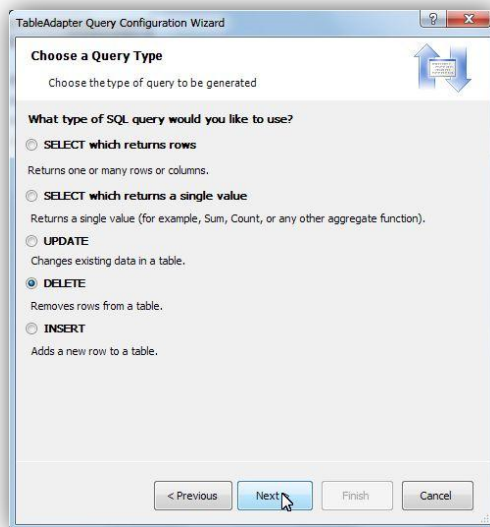 TableAdapter Query Configuration Wizard
Choose a Query Type
Choose the type of query to be generated
What type of SQL query would you like to use?
SELECT which returns rows
Returns one or many rows or columns.
SELECT which returns a single value
Returns a single value (for example, Sum, Count, or any other aggregate function).
UPDATE
Changes existing data in a table.
DELETE
Removes rows from a table.
INSERT
Adds a new row to a table.
< Previous Next > Finish Cancel